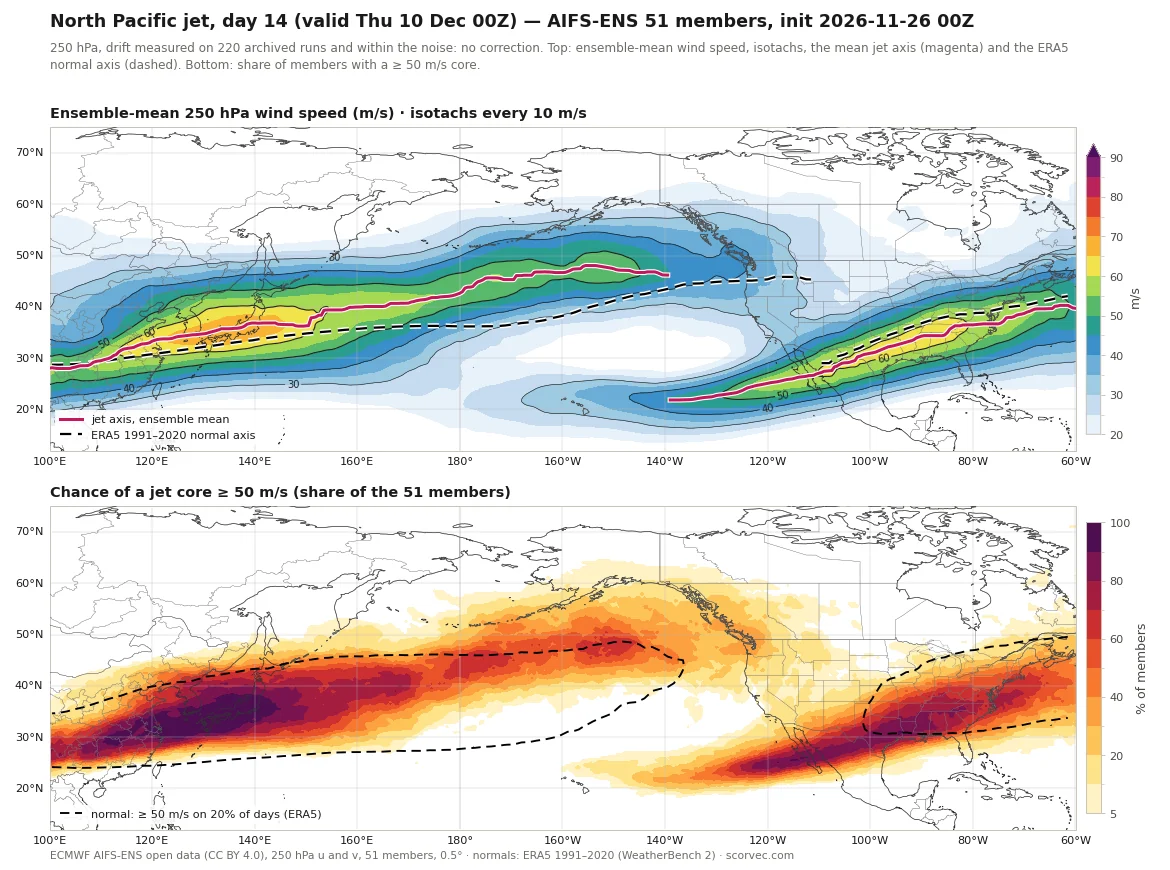 North Pacific jet, day 14 (valid Thu 10 Dec 00Z) — AIFS-ENS 51 members, init 2026-11-26 00Z
250 hPa, drift measured on 220 archived runs and within the noise: no correction. Top: ensemble-mean wind speed, isotachs, the mean jet axis (magenta) and the ERA5
normal axis (dashed). Bottom: share of members with a ≥ 50 m/s core.
Ensemble-mean 250 hPa wind speed (m/s) · isotachs every 10 m/s
70°N
60°N
50°N
40°N
30°N
20°N
30
50
60
40
30
60
50
40
50
40
jet axis, ensemble mean
ERA5 1991–2020 normal axis
100°E 120°E 140°E 160°E 180° 160°W 140°W 120°W 100°W 80°W 60°W
90
80
70
60
50
40
30
20
m/s
Chance of a jet core ≥ 50 m/s (share of the 51 members)
70°N
60°N
50°N
40°N
30°N
20°N
normal: ≥ 50 m/s on 20% of days (ERA5)
100°E 120°E 140°E 160°E 180° 160°W 140°W 120°W 100°W 80°W 60°W
100
80
60
40
20
5
% of members
ECMWF AIFS-ENS open data (CC BY 4.0), 250 hPa u and v, 51 members, 0.5° · normals: ERA5 1991–2020 (WeatherBench 2) · scorvec.com